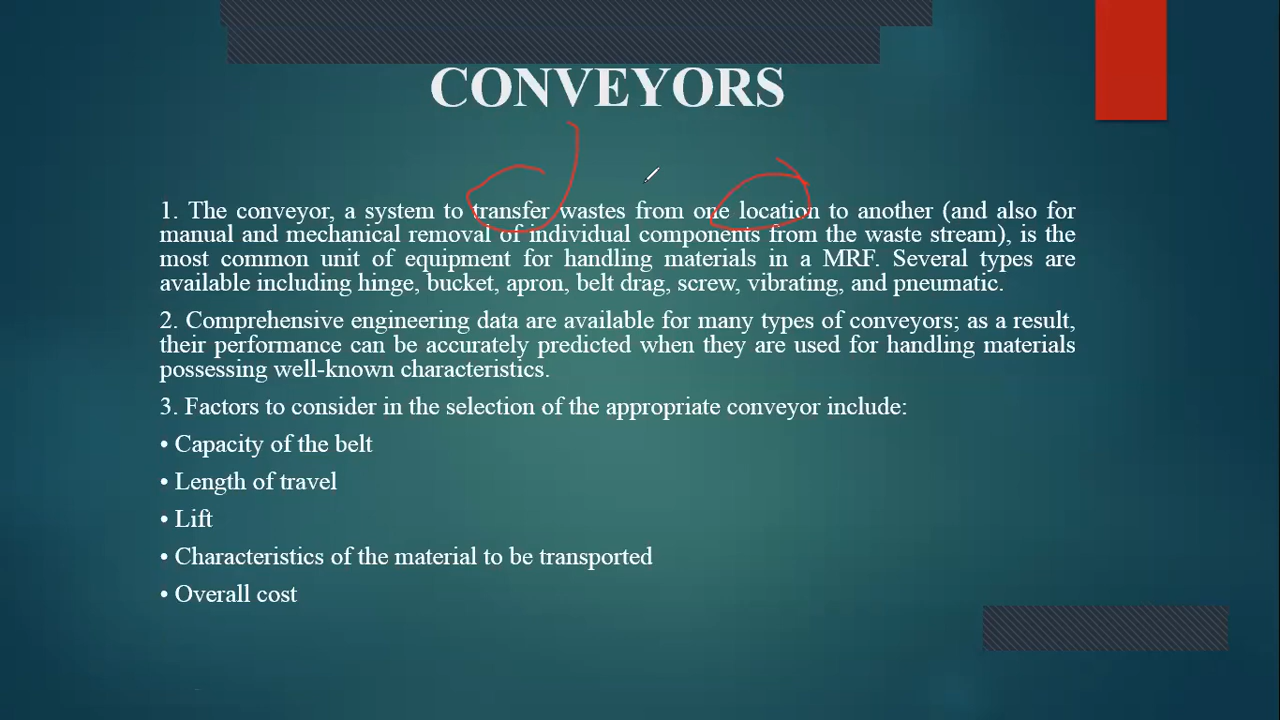 CONVEYORS
1. The conveyor, a system to transfer wastes from one location to another (and also for
manual and mechanical removal of individual components from the waste stream), is the
most common unit of equipment for handling materials in a MRF. Several types are
available including hinge, bucket, apron, belt drag, screw, vibrating, and pneumatic.
2. Comprehensive engineering data are available for many types of conveyors; as a result,
their performance can be accurately predicted when they are used for handling materials
possessing well-known characteristics.
3. Factors to consider in the selection of the appropriate conveyor include:
• Capacity of the belt
• Length of travel
• Lift
• Characteristics of the material to be transported
• Overall cost